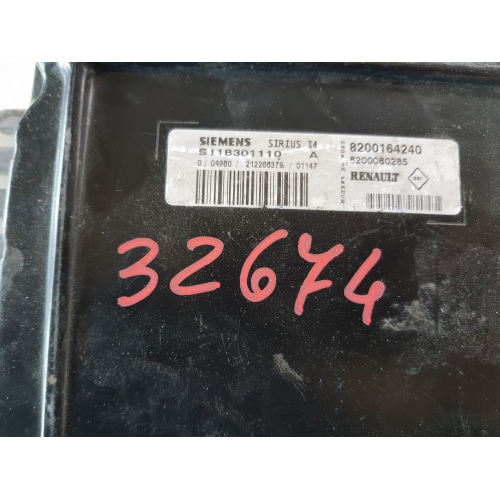 SIEMENS SIRIUS 34
S118301110 A
0 / 04980 / 212268379 / 01147
8200164240
8200080285
RENAULT
32674